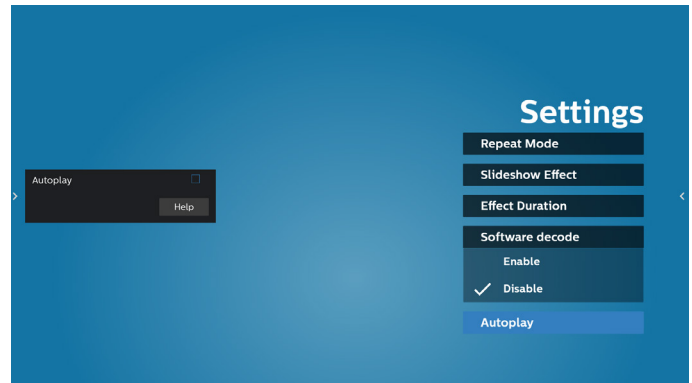 Settings
Repeat Mode
Slideshow Effect
Effect Duration
Software decode
Enable
Disable
Autoplay
Autoplay
Help